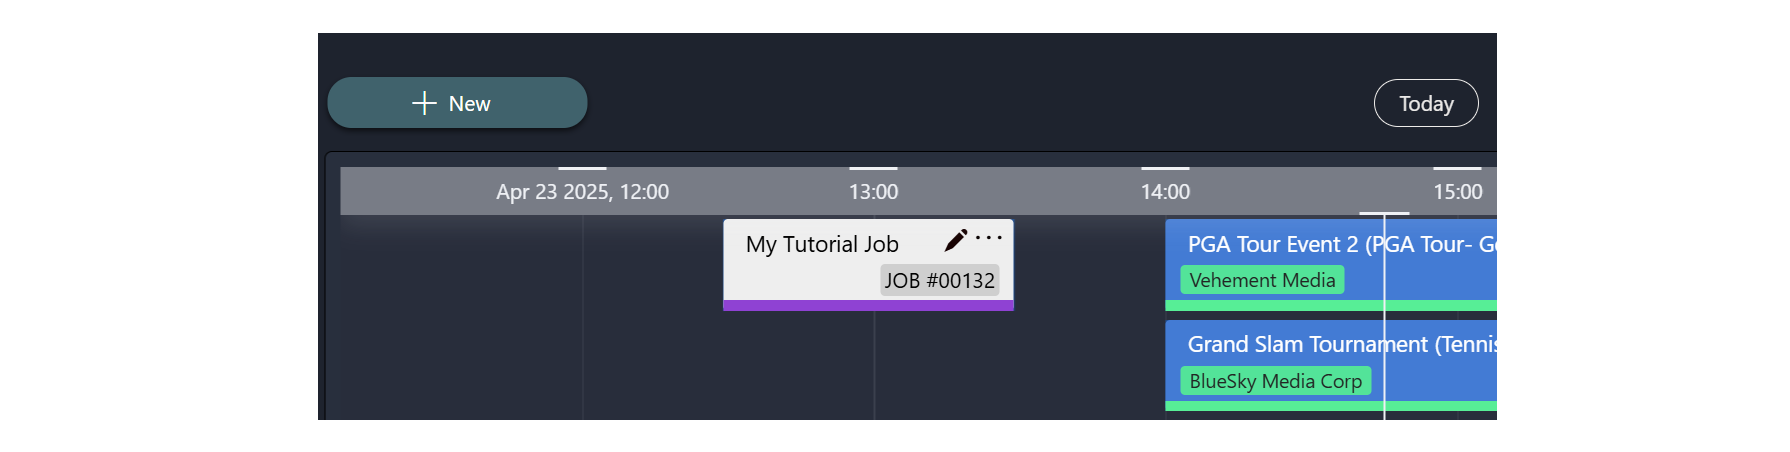 New
Today
Apr 23 2025, 12:00
13:00
14:00
15:00
My Tutorial Job
JOB #00132
PGA Tour Event 2 (PGA Tour- G
Vehement Media
Grand Slam Tournament (Tennis
BlueSky Media Corp